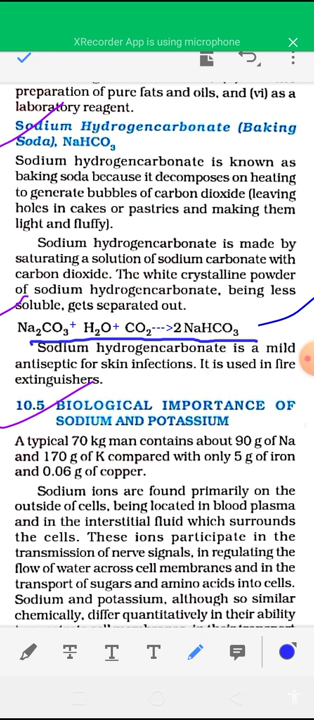 XRecorder App is using microphone
preparation of pure fats and oils, and (vi) as a
laboratory reagent.
Sodium Hydrogencarbonate (Baking
Soda), NaHCO₃
Sodium hydrogencarbonate is known as
baking soda because it decomposes on heating
to generate bubbles of carbon dioxide (leaving
holes in cakes or pastries and making them
light and fluffy).
Sodium hydrogencarbonate is made by
saturating a solution of sodium carbonate with
carbon dioxide. The white crystalline powder
of sodium hydrogencarbonate, being less
soluble, gets separated out.
Na₂CO₃+ H₂O+ CO₂--->2 NaHCO₃
Sodium hydrogencarbonate is a mild
antiseptic for skin infections. It is used in fire
extinguishers.
10.5 BIOLOGICAL IMPORTANCE OF
SODIUM AND POTASSIUM
A typical 70 kg man contains about 90 g of Na
and 170 g of K compared with only 5 g of iron
and 0.06 g of copper.
Sodium ions are found primarily on the
outside of cells, being located in blood plasma
and in the interstitial fluid which surrounds
the cells. These ions participate in the
transmission of nerve signals, in regulating the
flow of water across cell membranes and in the
transport of sugars and amino acids into cells.
Sodium and potassium, although so similar
chemically, differ quantitatively in their ability